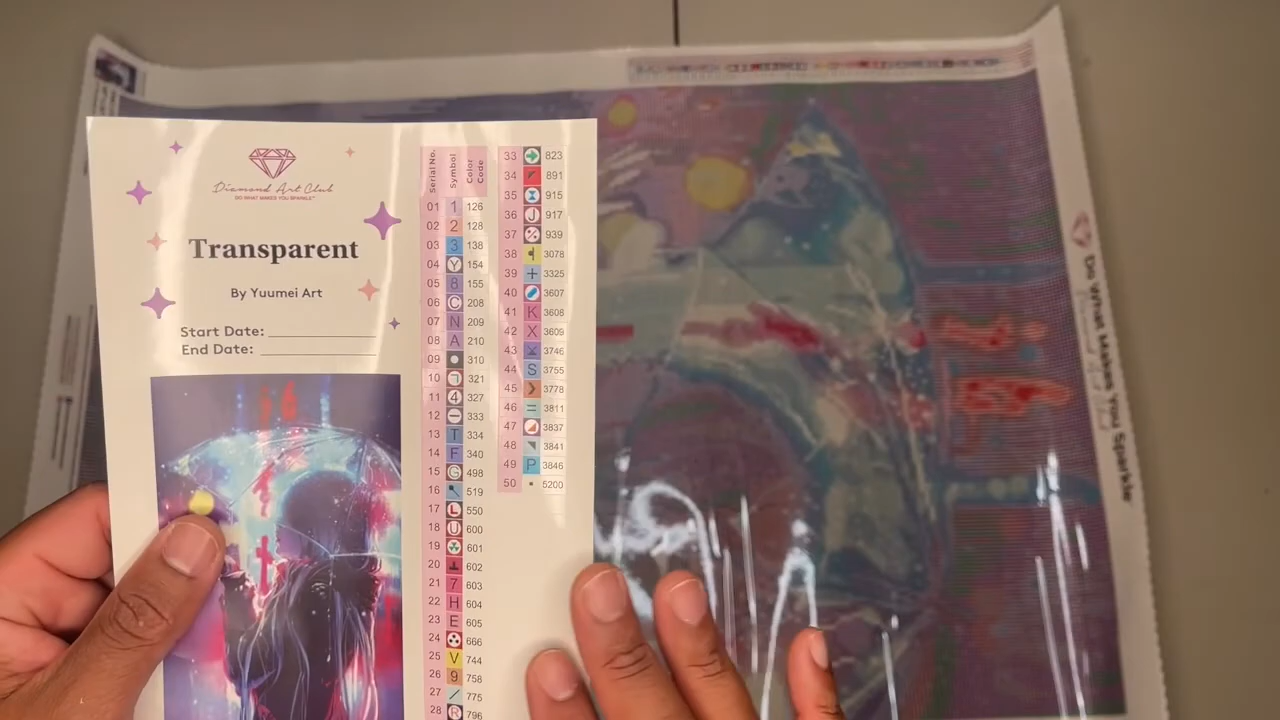 Diamond Art Club
DO WHAT MAKES YOU SPARKLE™
Transparent
By Yuumei Art
Start Date:
End Date:
Serial No. Symbol Color Code
01 1 126
02 2 128
03 3 138
04 Y 154
05 8 155
06 C 208
07 N 209
08 A 210
09 310
10 321
11 4 327
12 333
13 T 334
14 F 340
15 G 498
16 519
17 L 550
18 U 600
19 601
20 602
21 7 603
22 H 604
23 E 605
24 666
25 V 744
26 9 758
27 775
28 R 796
33 823
34 891
35 915
36 J 917
37 939
38 3078
39 + 3325
40 3607
41 K 3608
42 X 3609
43 3746
44 S 3755
45 3778
46 = 3811
47 3837
48 3841
49 P 3846
50 5200
Do What Makes You Sparkle